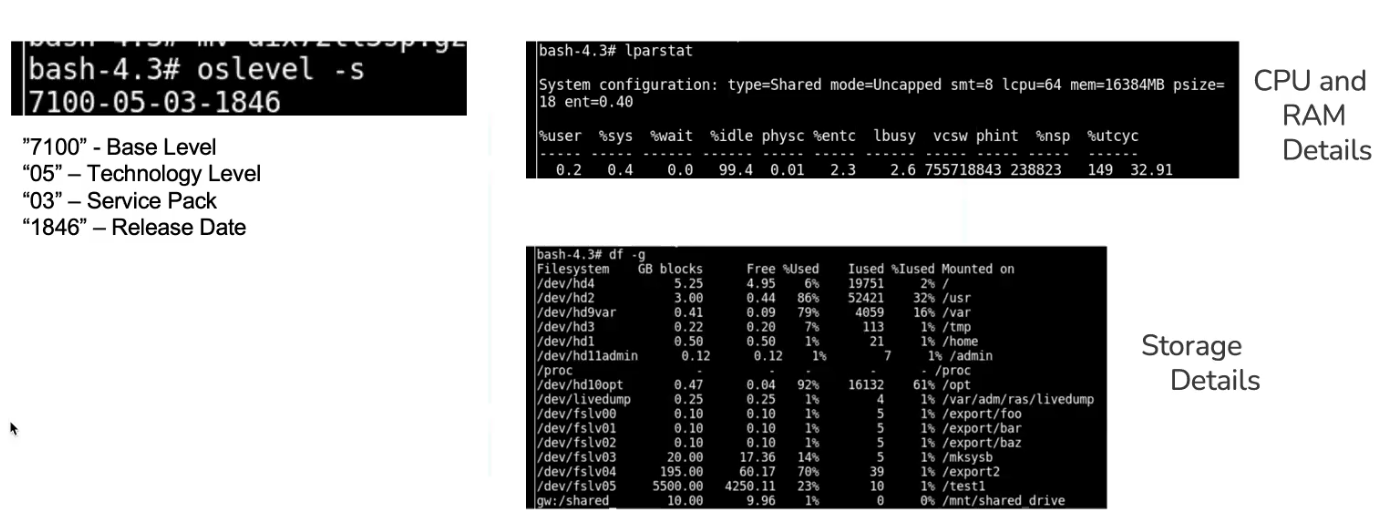 bash-4.3# mv aix72tl5sp.gz
bash-4.3# oslevel -s
7100-05-03-1846
”7100” - Base Level
“05” – Technology Level
“03” – Service Pack
“1846” – Release Date
bash-4.3# lparstat
System configuration: type=Shared mode=Uncapped smt=8 lcpu=64 mem=16384MB psize=
18 ent=0.40
%user %sys %wait %idle physc %entc lbusy vcsw phint %nsp %utcyc
----- ----- ------ ------ ----- ----- ------ ----- ----- ----- ------
0.2 0.4 0.0 99.4 0.01 2.3 2.6 755718843 238823 149 32.91
CPU and
RAM
Details
bash-4.3# df -g
Filesystem GB blocks Free %Used Iused %Iused Mounted on
/dev/hd4 5.25 4.95 6% 19751 2% /
/dev/hd2 3.00 0.44 86% 52421 32% /usr
/dev/hd9var 0.41 0.09 79% 4059 16% /var
/dev/hd3 0.22 0.20 7% 113 1% /tmp
/dev/hd1 0.50 0.50 1% 21 1% /home
/dev/hd11admin 0.12 0.12 1% 7 1% /admin
/proc - - - - - /proc
/dev/hd10opt 0.47 0.04 92% 16132 61% /opt
/dev/livedump 0.25 0.25 1% 4 1% /var/adm/ras/livedump
/dev/fslv00 0.10 0.10 1% 5 1% /export/foo
/dev/fslv01 0.10 0.10 1% 5 1% /export/bar
/dev/fslv02 0.10 0.10 1% 5 1% /export/baz
/dev/fslv03 20.00 17.36 14% 5 1% /mksysb
/dev/fslv04 195.00 60.17 70% 39 1% /export2
/dev/fslv05 5500.00 4250.11 23% 10 1% /test1
gw:/shared 10.00 9.96 1% 0 0% /mnt/shared_drive
Storage
Details